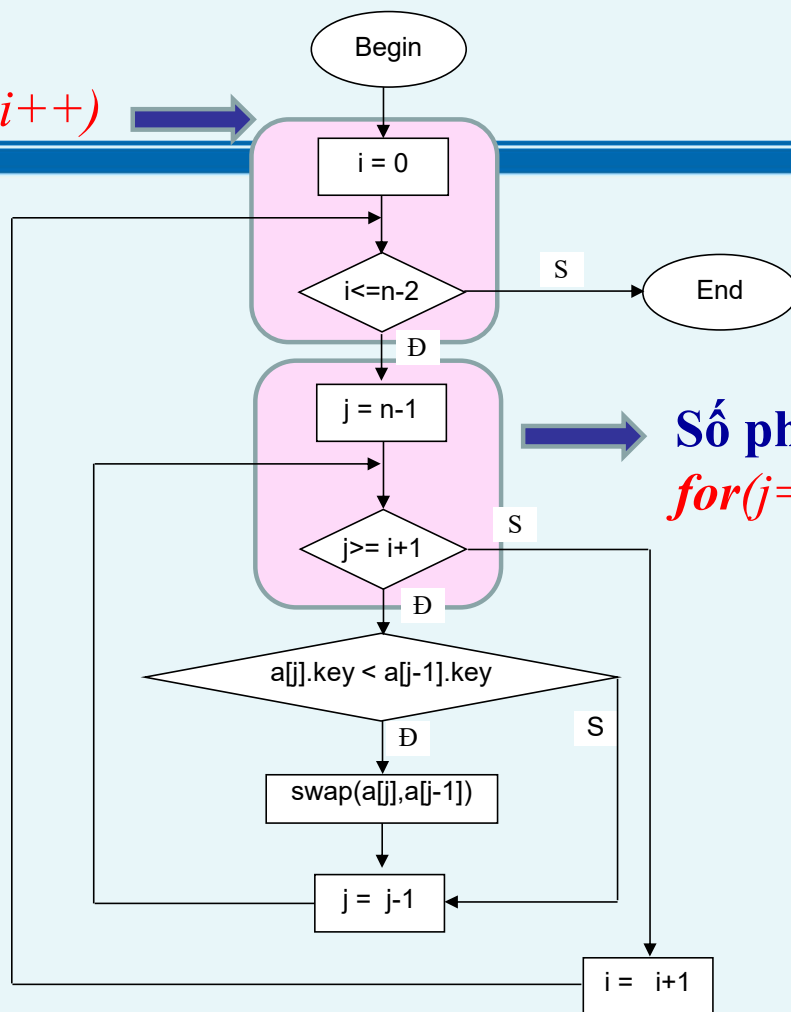 Begin
i++)
i = 0
i<=n-2
S
End
Đ
j = n-1
Số ph
for(j=
j>= i+1
S
Đ
a[j].key < a[j-1].key
Đ
S
swap(a[j],a[j-1])
j = j-1
i = i+1